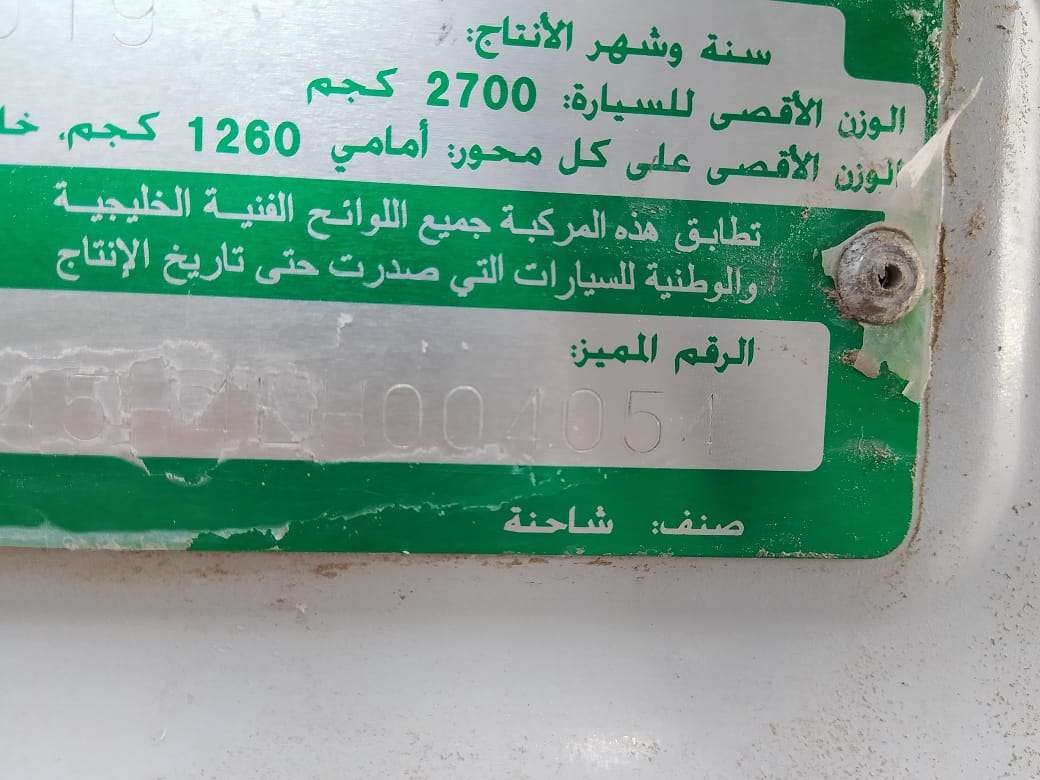 سنة وشهر الأنتاج:
الوزن الأقصى للسيارة: 2700 كجم
الوزن الأقصى على كل محور: أمامي 1260 كجم،
تطابق هذه المركبة جميع اللوائح الفنية الخليجية
والوطنية للسيارات التي صدرت حتى تاريخ الإنتاج
الرقم المميز:
H004054
صنف: شاحنة